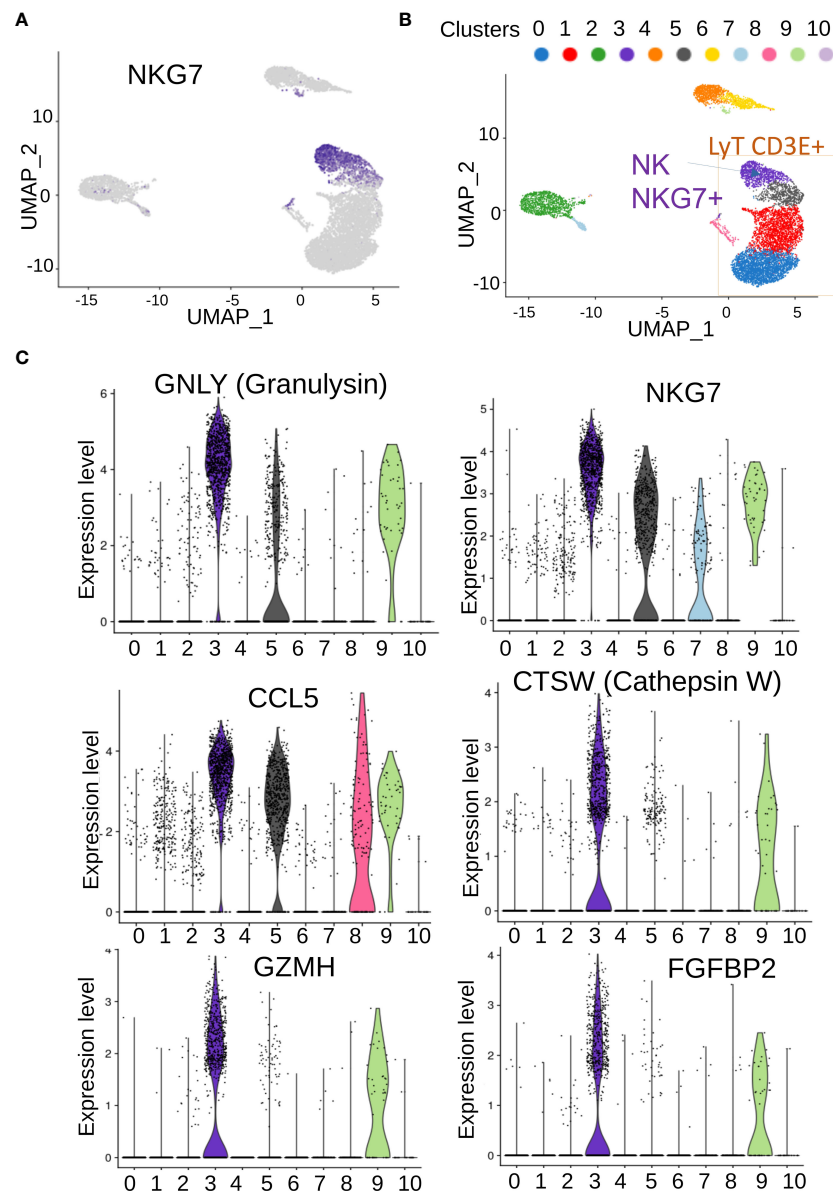 A
B
Clusters 0 1 2 3 4 5 6 7 8 9 10
NKG7
10
0
-10
UMAP_2
-15 -10 -5 0 5
UMAP_1
LyT CD3E+
NK
NKG7+
10
0
-10
UMAP_2
-15 -10 -5 0 5
UMAP_1
C
GNLY (Granulysin)
Expression level
6
4
2
0
0 1 2 3 4 5 6 7 8 9 10
NKG7
Expression level
5
4
3
2
1
0
0 1 2 3 4 5 6 7 8 9 10
CCL5
Expression level
4
2
0
0 1 2 3 4 5 6 7 8 9 10
CTSW (Cathepsin W)
Expression level
4
3
2
1
0
0 1 2 3 4 5 6 7 8 9 10
GZMH
Expression level
4
3
2
1
0
0 1 2 3 4 5 6 7 8 9 10
FGFBP2
Expression level
4
3
2
1
0
0 1 2 3 4 5 6 7 8 9 10